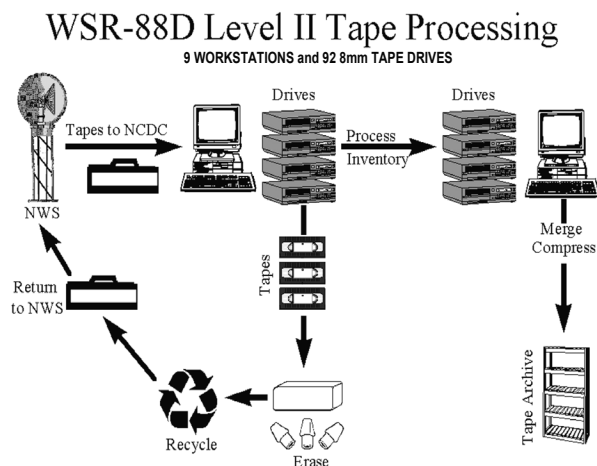 WSR-88D Level II Tape Processing
9 WORKSTATIONS and 92 8mm TAPE DRIVES
Drives
Drives
Tapes to NCDC
Process
Inventory
NWS
Merge
Compress
Tapes
Return
to NWS
Tape Archive
Recycle
Erase